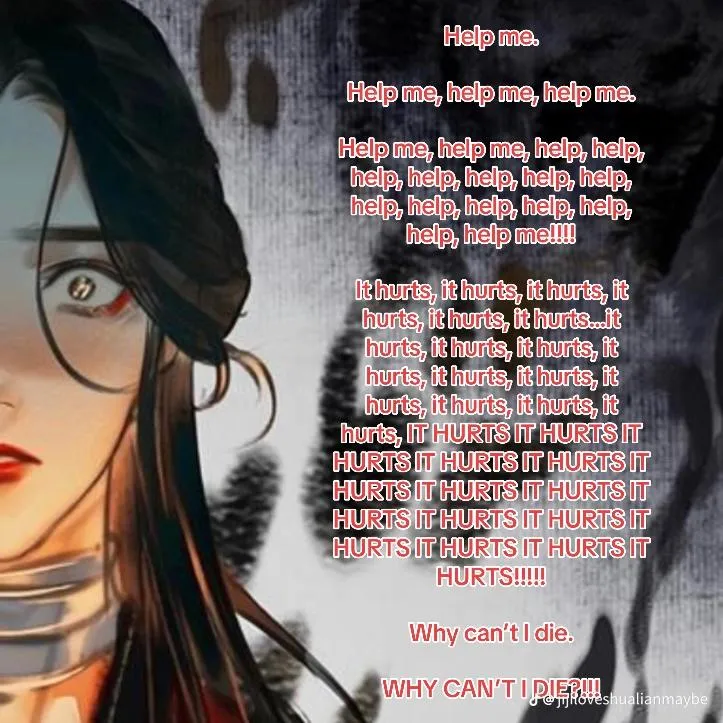 Help me.
Help me, help me, help me.
Help me, help me, help, help,
help, help, help, help, help,
help, help, help, help, help,
help, help me!!!!
It hurts, it hurts, it hurts, it
hurts, it hurts, it hurts...it
hurts, it hurts, it hurts, it
hurts, it hurts, it hurts, it
hurts, it hurts, it hurts, it
hurts, IT HURTS IT HURTS IT
HURTS IT HURTS IT HURTS IT
HURTS IT HURTS IT HURTS IT
HURTS IT HURTS IT HURTS IT
HURTS IT HURTS IT HURTS IT
HURTS!!!!!
Why can't I die.
WHY CAN'T I DIE?!!!
@jijiloveshualianmaybe